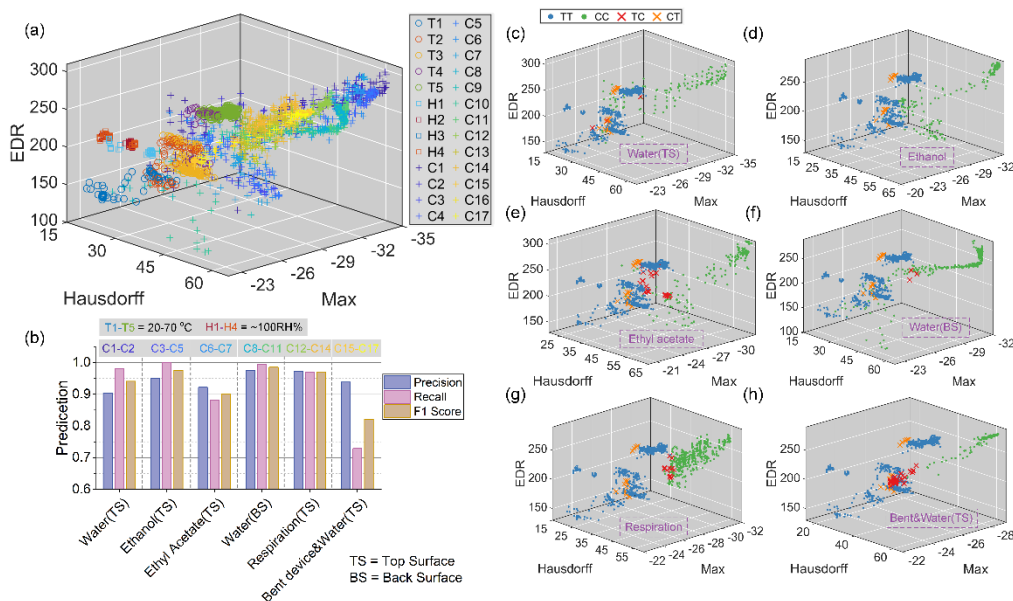 (a)
EDR
300
250
200
150
100
15
30
45
60
Hausdorff
-23
-26
-29
-32
-35
Max
T1
T2
T3
T4
T5
H1
H2
H3
H4
C1
C2
C3
C4
C5
C6
C7
C8
C9
C10
C11
C12
C13
C14
C15
C16
C17
(b)
T1-T5 = 20-70 °C H1-H4 = ~100RH%
C1-C2 C3-C5 C6-C7 C8-C11 C12-C14 C15-C17
Predicetion
1.0
0.9
0.8
0.7
0.6
Precision
Recall
F1 Score
Water(TS)
Ethanol(TS)
Ethyl Acetate(TS)
Water(BS)
Respiration(TS)
Bent device&Water(TS)
TS = Top Surface
BS = Back Surface
TT CC TC CT
(c)
EDR
300
250
200
150
15
30
45
60
Hausdorff
-23
-26
-29
-35
Max
Water(TS)
(d)
EDR
250
200
150
15
25
35
45
55
65
Hausdorff
-20
-23
-26
-29
-32
Max
Ethanol
(e)
EDR
300
250
200
150
25
35
45
55
65
Hausdorff
-21
-24
-27
-30
Max
Ethyl acetate
(f)
EDR
300
250
200
150
100
15
30
45
60
Hausdorff
-23
-26
-29
-32
Max
Water(BS)
(g)
EDR
250
200
150
15
25
35
45
55
Hausdorff
-22
-24
-26
-28
-30
-32
Max
Respiration
(h)
EDR
250
200
150
20
40
60
Hausdorff
-22
-24
-26
-28
Max
Bent&Water(TS)